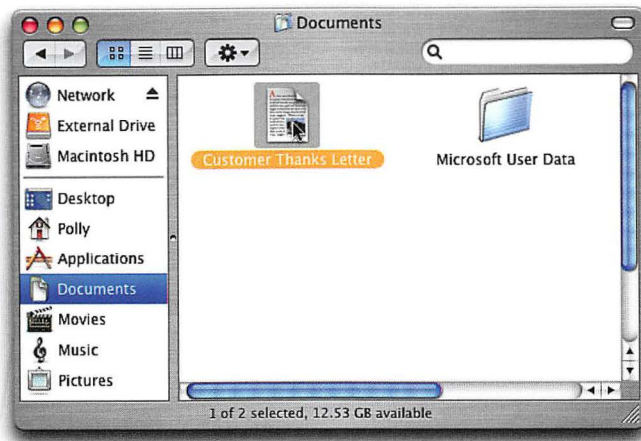 Documents
Network
External Drive
Macintosh HD
Desktop
Polly
Applications
Documents
Movies
Music
Pictures
Customer Thanks Letter
Microsoft User Data
1 of 2 selected, 12.53 GB available